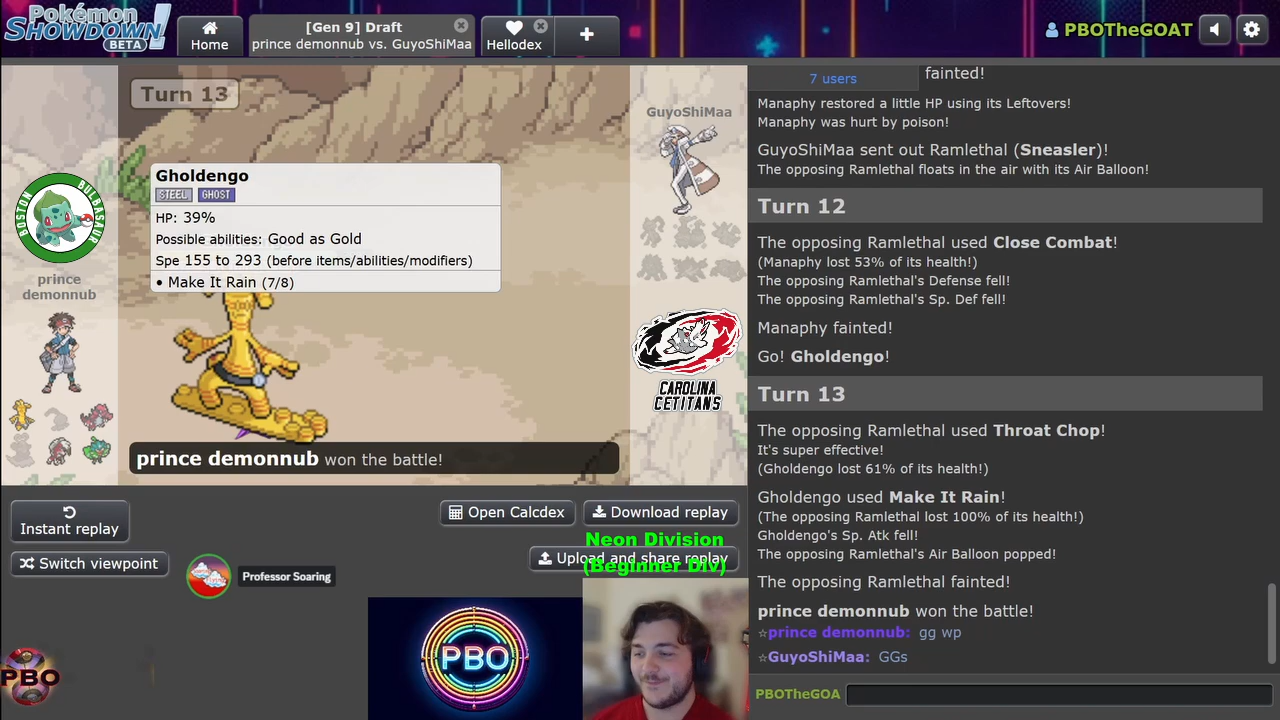 Pokémon
SHOWDOWN!
BETA
Home
[Gen 9] Draft
prince demonnub vs. GuyoShiMaa
Hellodex
PBOTheGOAT
Turn 13
GuyoShiMaa
BOSTON BULBASAUR
prince
demonnub
Gholdengo
STEEL GHOST
HP: 39%
Possible abilities: Good as Gold
Spe 155 to 293 (before items/abilities/modifiers)
• Make It Rain (7/8)
CAROLINA
CETITANS
prince demonnub won the battle!
Instant replay
Switch viewpoint
Open Calcdex
Download replay
Upload and share replay
Neon Division
(Beginner Div)
Professor Soaring
PBO
PBO
7 users
fainted!
Manaphy restored a little HP using its Leftovers!
Manaphy was hurt by poison!
GuyoShiMaa sent out Ramlethal (Sneasler)!
The opposing Ramlethal floats in the air with its Air Balloon!
Turn 12
The opposing Ramlethal used Close Combat!
(Manaphy lost 53% of its health!)
The opposing Ramlethal's Defense fell!
The opposing Ramlethal's Sp. Def fell!
Manaphy fainted!
Go! Gholdengo!
Turn 13
The opposing Ramlethal used Throat Chop!
It's super effective!
(Gholdengo lost 61% of its health!)
Gholdengo used Make It Rain!
(The opposing Ramlethal lost 100% of its health!)
Gholdengo's Sp. Atk fell!
The opposing Ramlethal's Air Balloon popped!
The opposing Ramlethal fainted!
prince demonnub won the battle!
☆prince demonnub: gg wp
☆GuyoShiMaa: GGs
PBOTheGOA